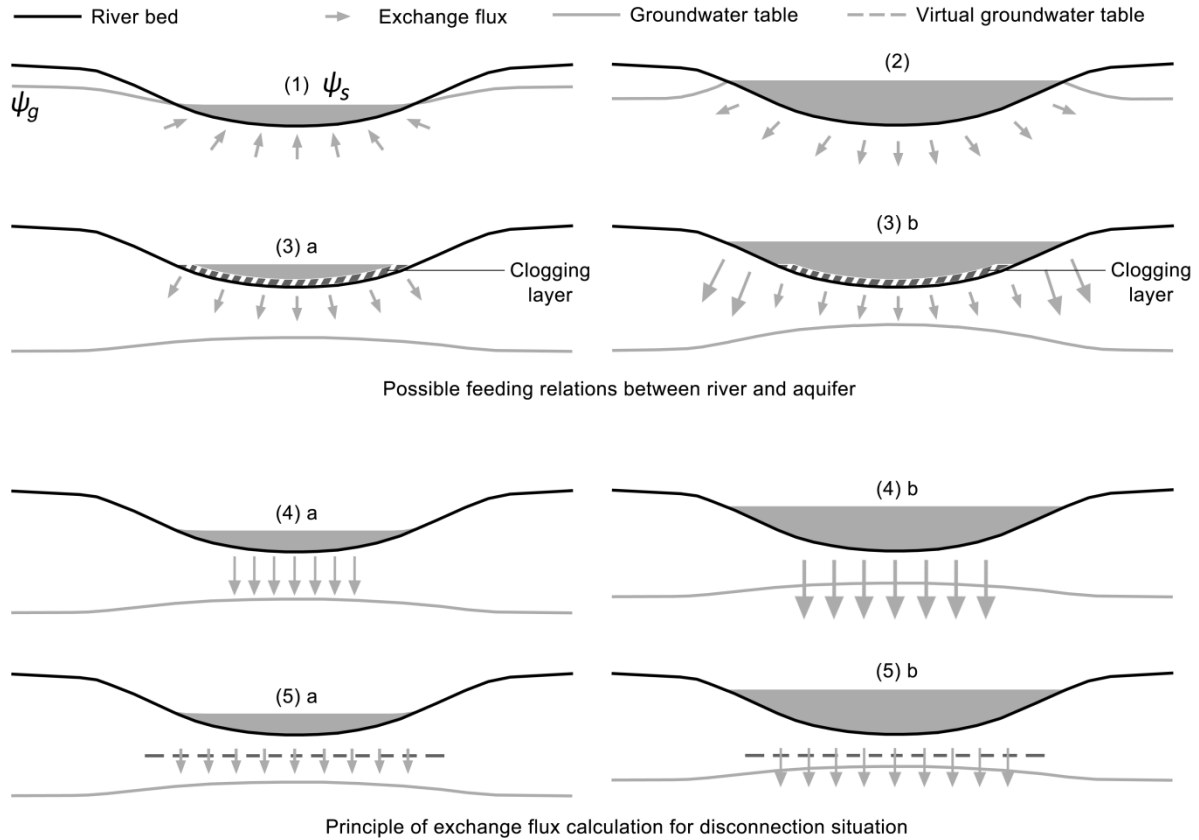 River bed
Exchange flux
Groundwater table
Virtual groundwater table
(1) ψs
ψg
(2)
(3) a
Clogging
layer
(3) b
Clogging
layer
Possible feeding relations between river and aquifer
(4) a
(4) b
(5) a
(5) b
Principle of exchange flux calculation for disconnection situation